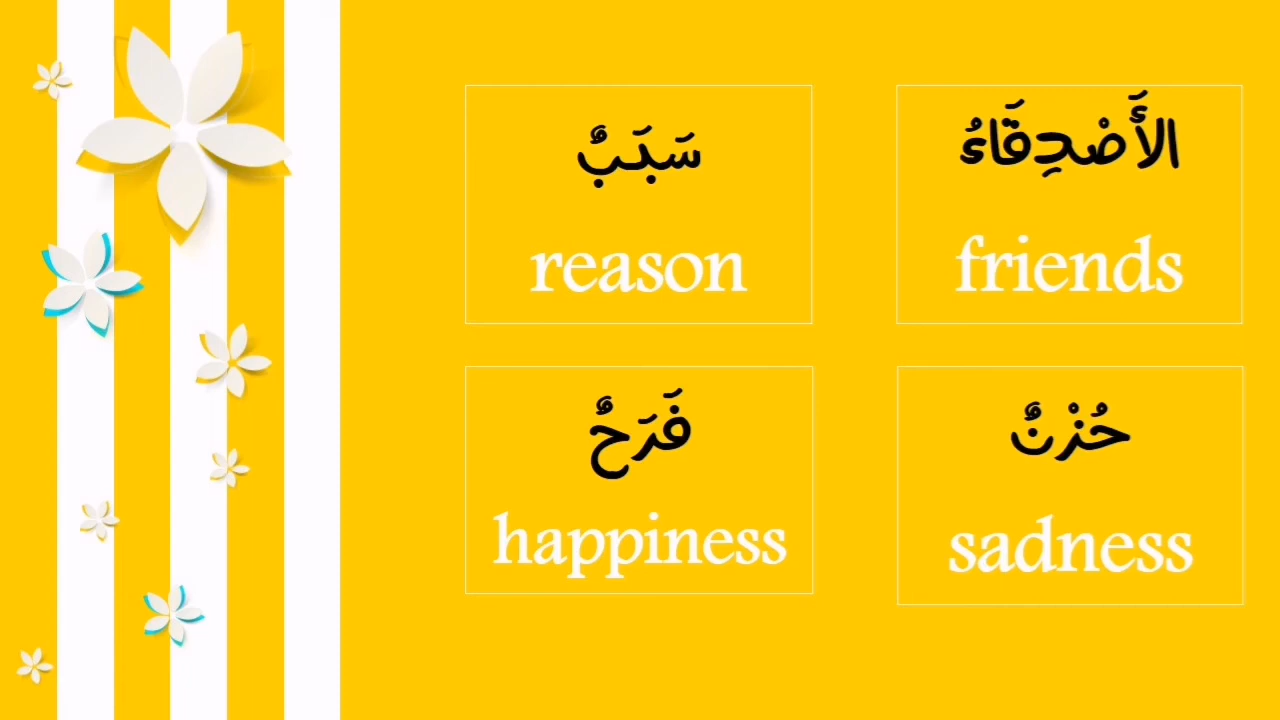 الأَصْدِقَاءُ
friends
سَبَبٌ
reason
حُزْنٌ
sadness
فَرَحٌ
happiness